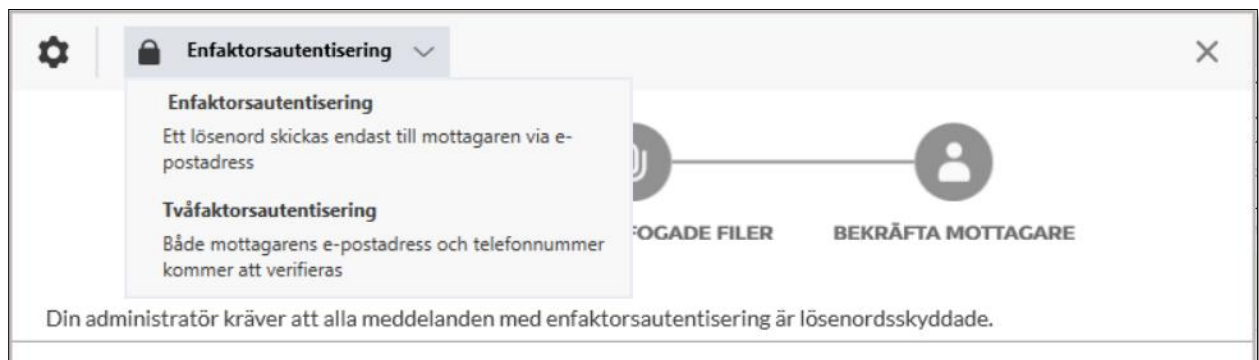 Enfaktorsautentisering
Enfaktorsautentisering
Ett lösenord skickas endast till mottagaren via e-
postadress
Tvåfaktorsautentisering
Både mottagarens e-postadress och telefonnummer
kommer att verifieras
FOGADE FILER
BEKRÄFTA MOTTAGARE
Din administratör kräver att alla meddelanden med enfaktorsautentisering är lösenordsskyddade.